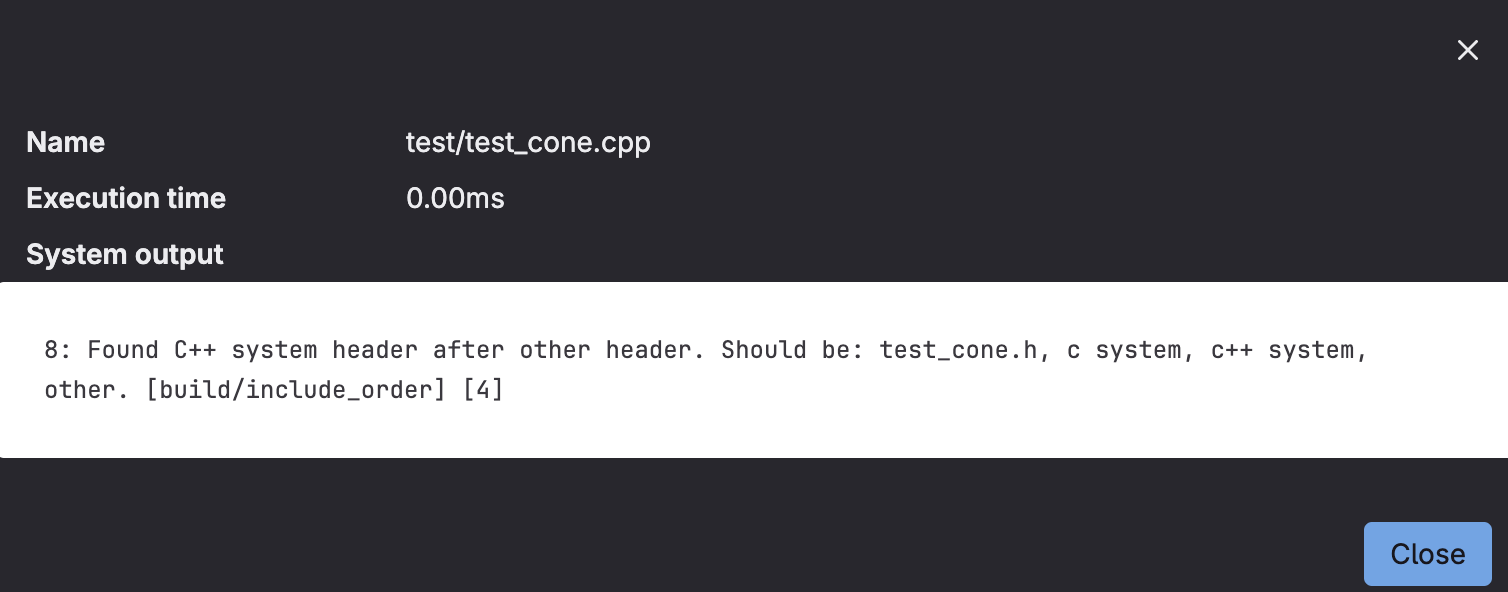 Name test/test_cone.cpp
Execution time 0.00ms
System output
8: Found C++ system header after other header. Should be: test_cone.h, c system, c++ system,
other. [build/include_order] [4]
Close